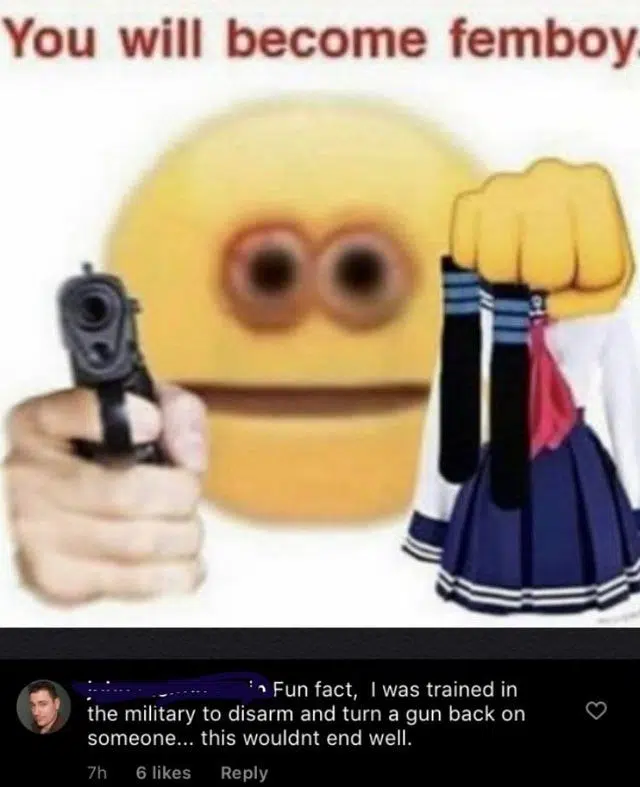 You will become femboy.
Fun fact, I was trained in
the military to disarm and turn a gun back on
someone... this wouldnt end well.
7h 6 likes Reply